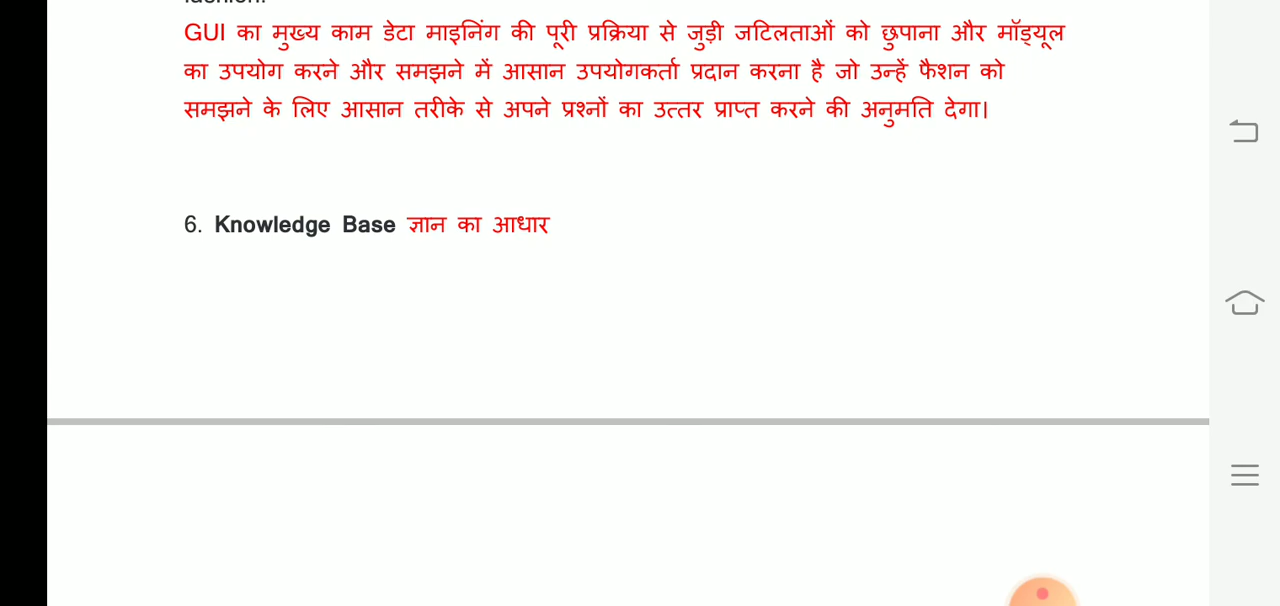 GUI का मुख्य काम डेटा माइनिंग की पूरी प्रक्रिया से जुड़ी जटिलताओं को छुपाना और मॉड्यूल
का उपयोग करने और समझने में आसान उपयोगकर्ता प्रदान करना है जो उन्हें फैशन को
समझने के लिए आसान तरीके से अपने प्रश्नों का उत्तर प्राप्त करने की अनुमति देगा।
6. Knowledge Base ज्ञान का आधार